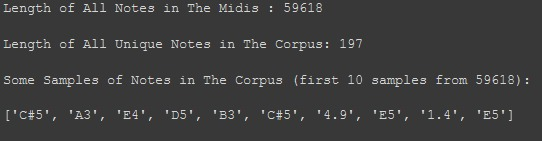 Length of All Notes in The Midis : 59618
Length of All Unique Notes in The Corpus: 197
Some Samples of Notes in The Corpus (first 10 samples from 59618):
['C#5', 'A3', 'E4', 'D5', 'B3', 'C#5', '4.9', 'E5', '1.4', 'E5']